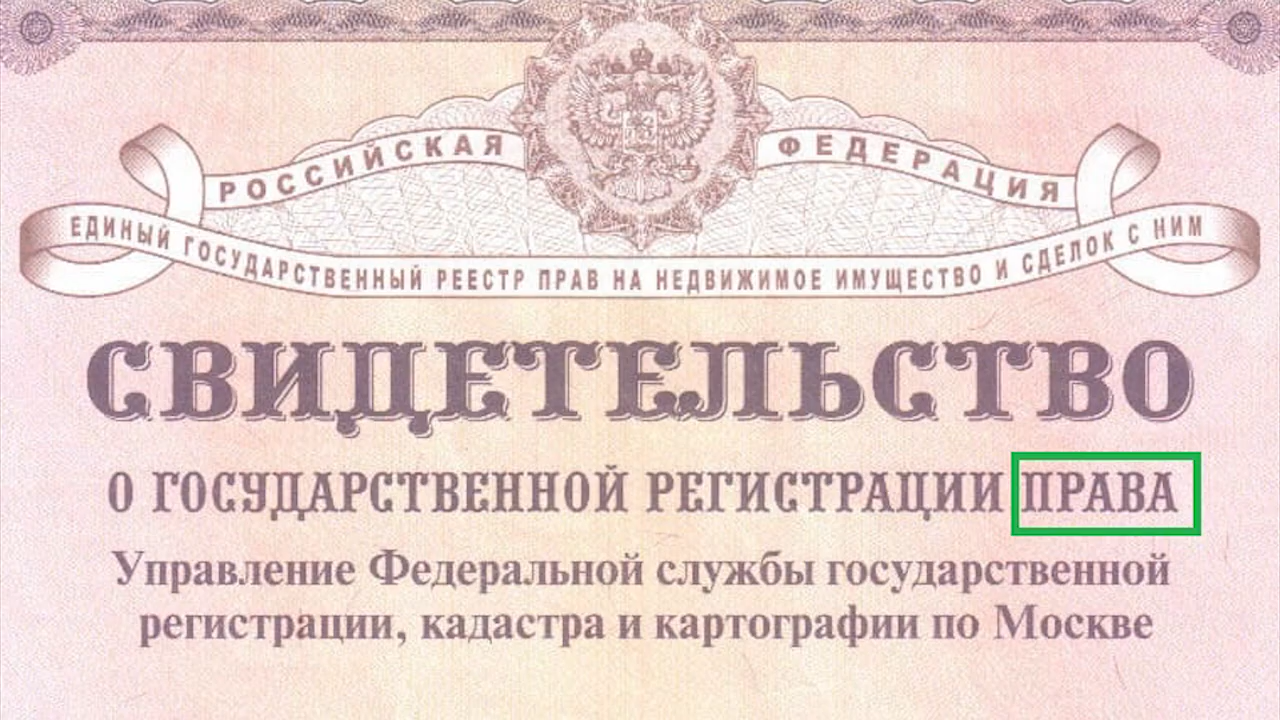 РОССИЙСКАЯ ФЕДЕРАЦИЯ
ЕДИНЫЙ ГОСУДАРСТВЕННЫЙ РЕЕСТР ПРАВ НА НЕДВИЖИМОЕ ИМУЩЕСТВО И СДЕЛОК С НИМ
СВИДЕТЕЛЬСТВО
О ГОСУДАРСТВЕННОЙ РЕГИСТРАЦИИ ПРАВА
Управление Федеральной службы государственной
регистрации, кадастра и картографии по Москве